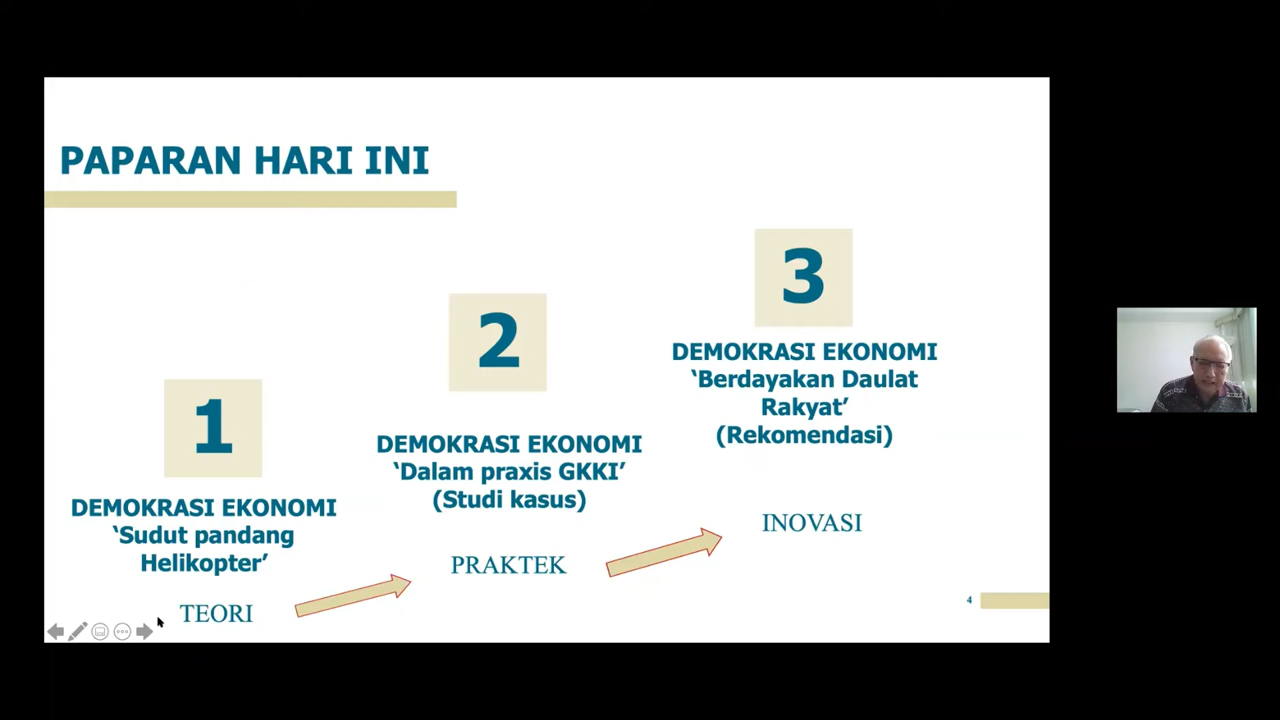 PAPARAN HARI INI
1
DEMOKRASI EKONOMI
‘Sudut pandang
Helikopter’
TEORI
2
DEMOKRASI EKONOMI
‘Dalam praxis GKKI’
(Studi kasus)
PRAKTEK
3
DEMOKRASI EKONOMI
‘Berdayakan Daulat
Rakyat’
(Rekomendasi)
INOVASI
4